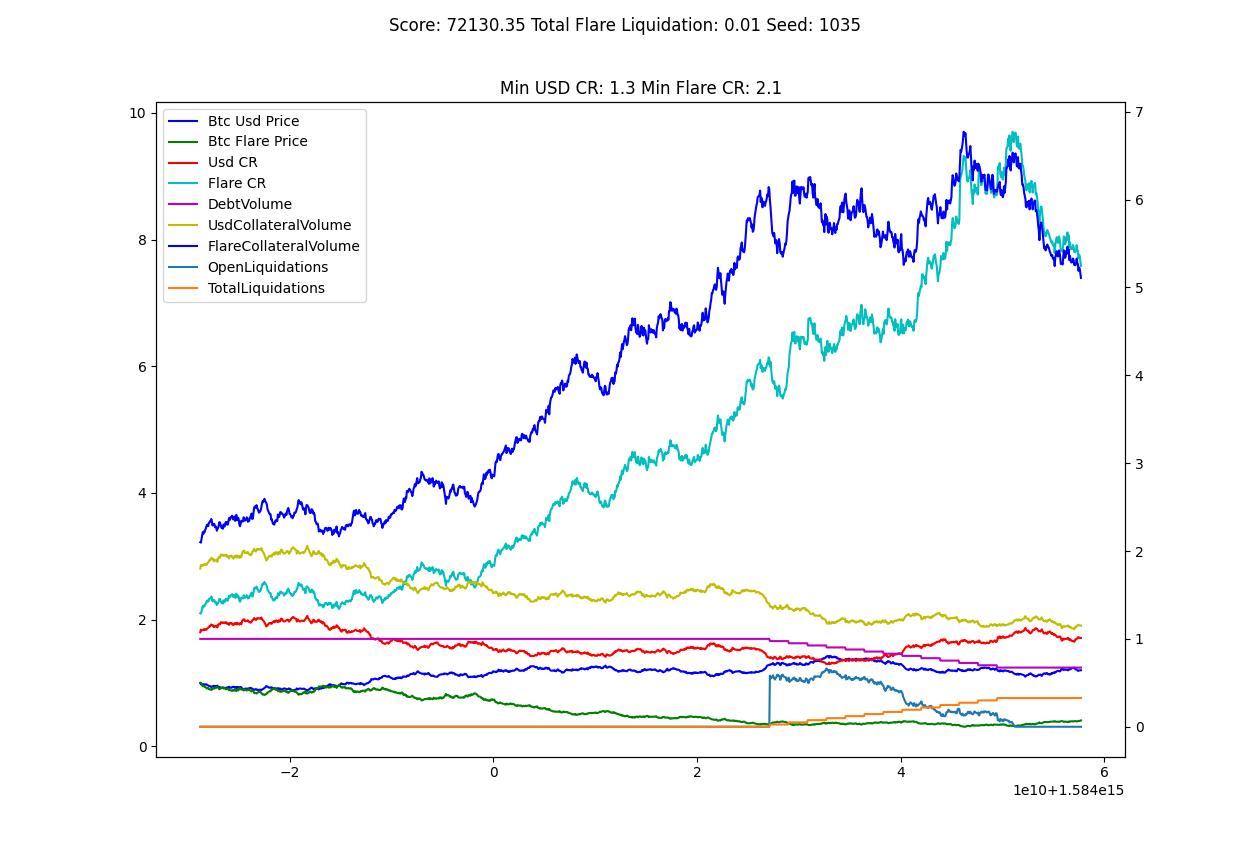 Score: 72130.35 Total Flare Liquidation: 0.01 Seed: 1035
Min USD CR: 1.3 Min Flare CR: 2.1
Btc Usd Price
Btc Flare Price
Usd CR
Flare CR
DebtVolume
UsdCollateralVolume
FlareCollateralVolume
OpenLiquidations
TotalLiquidations
10
8
6
4
2
0
7
6
5
4
3
2
1
0
−2
0
2
4
6
1e10+1.584e15